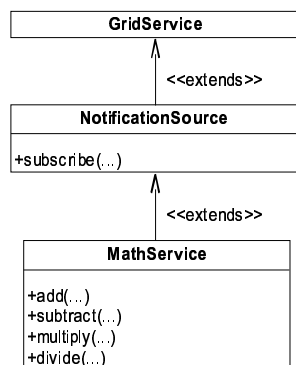 GridService
<<extends>>
NotificationSource
+subscribe(...)
<<extends>>
MathService
+add(...)
+subtract(...)
+multiply(...)
+divide(...)